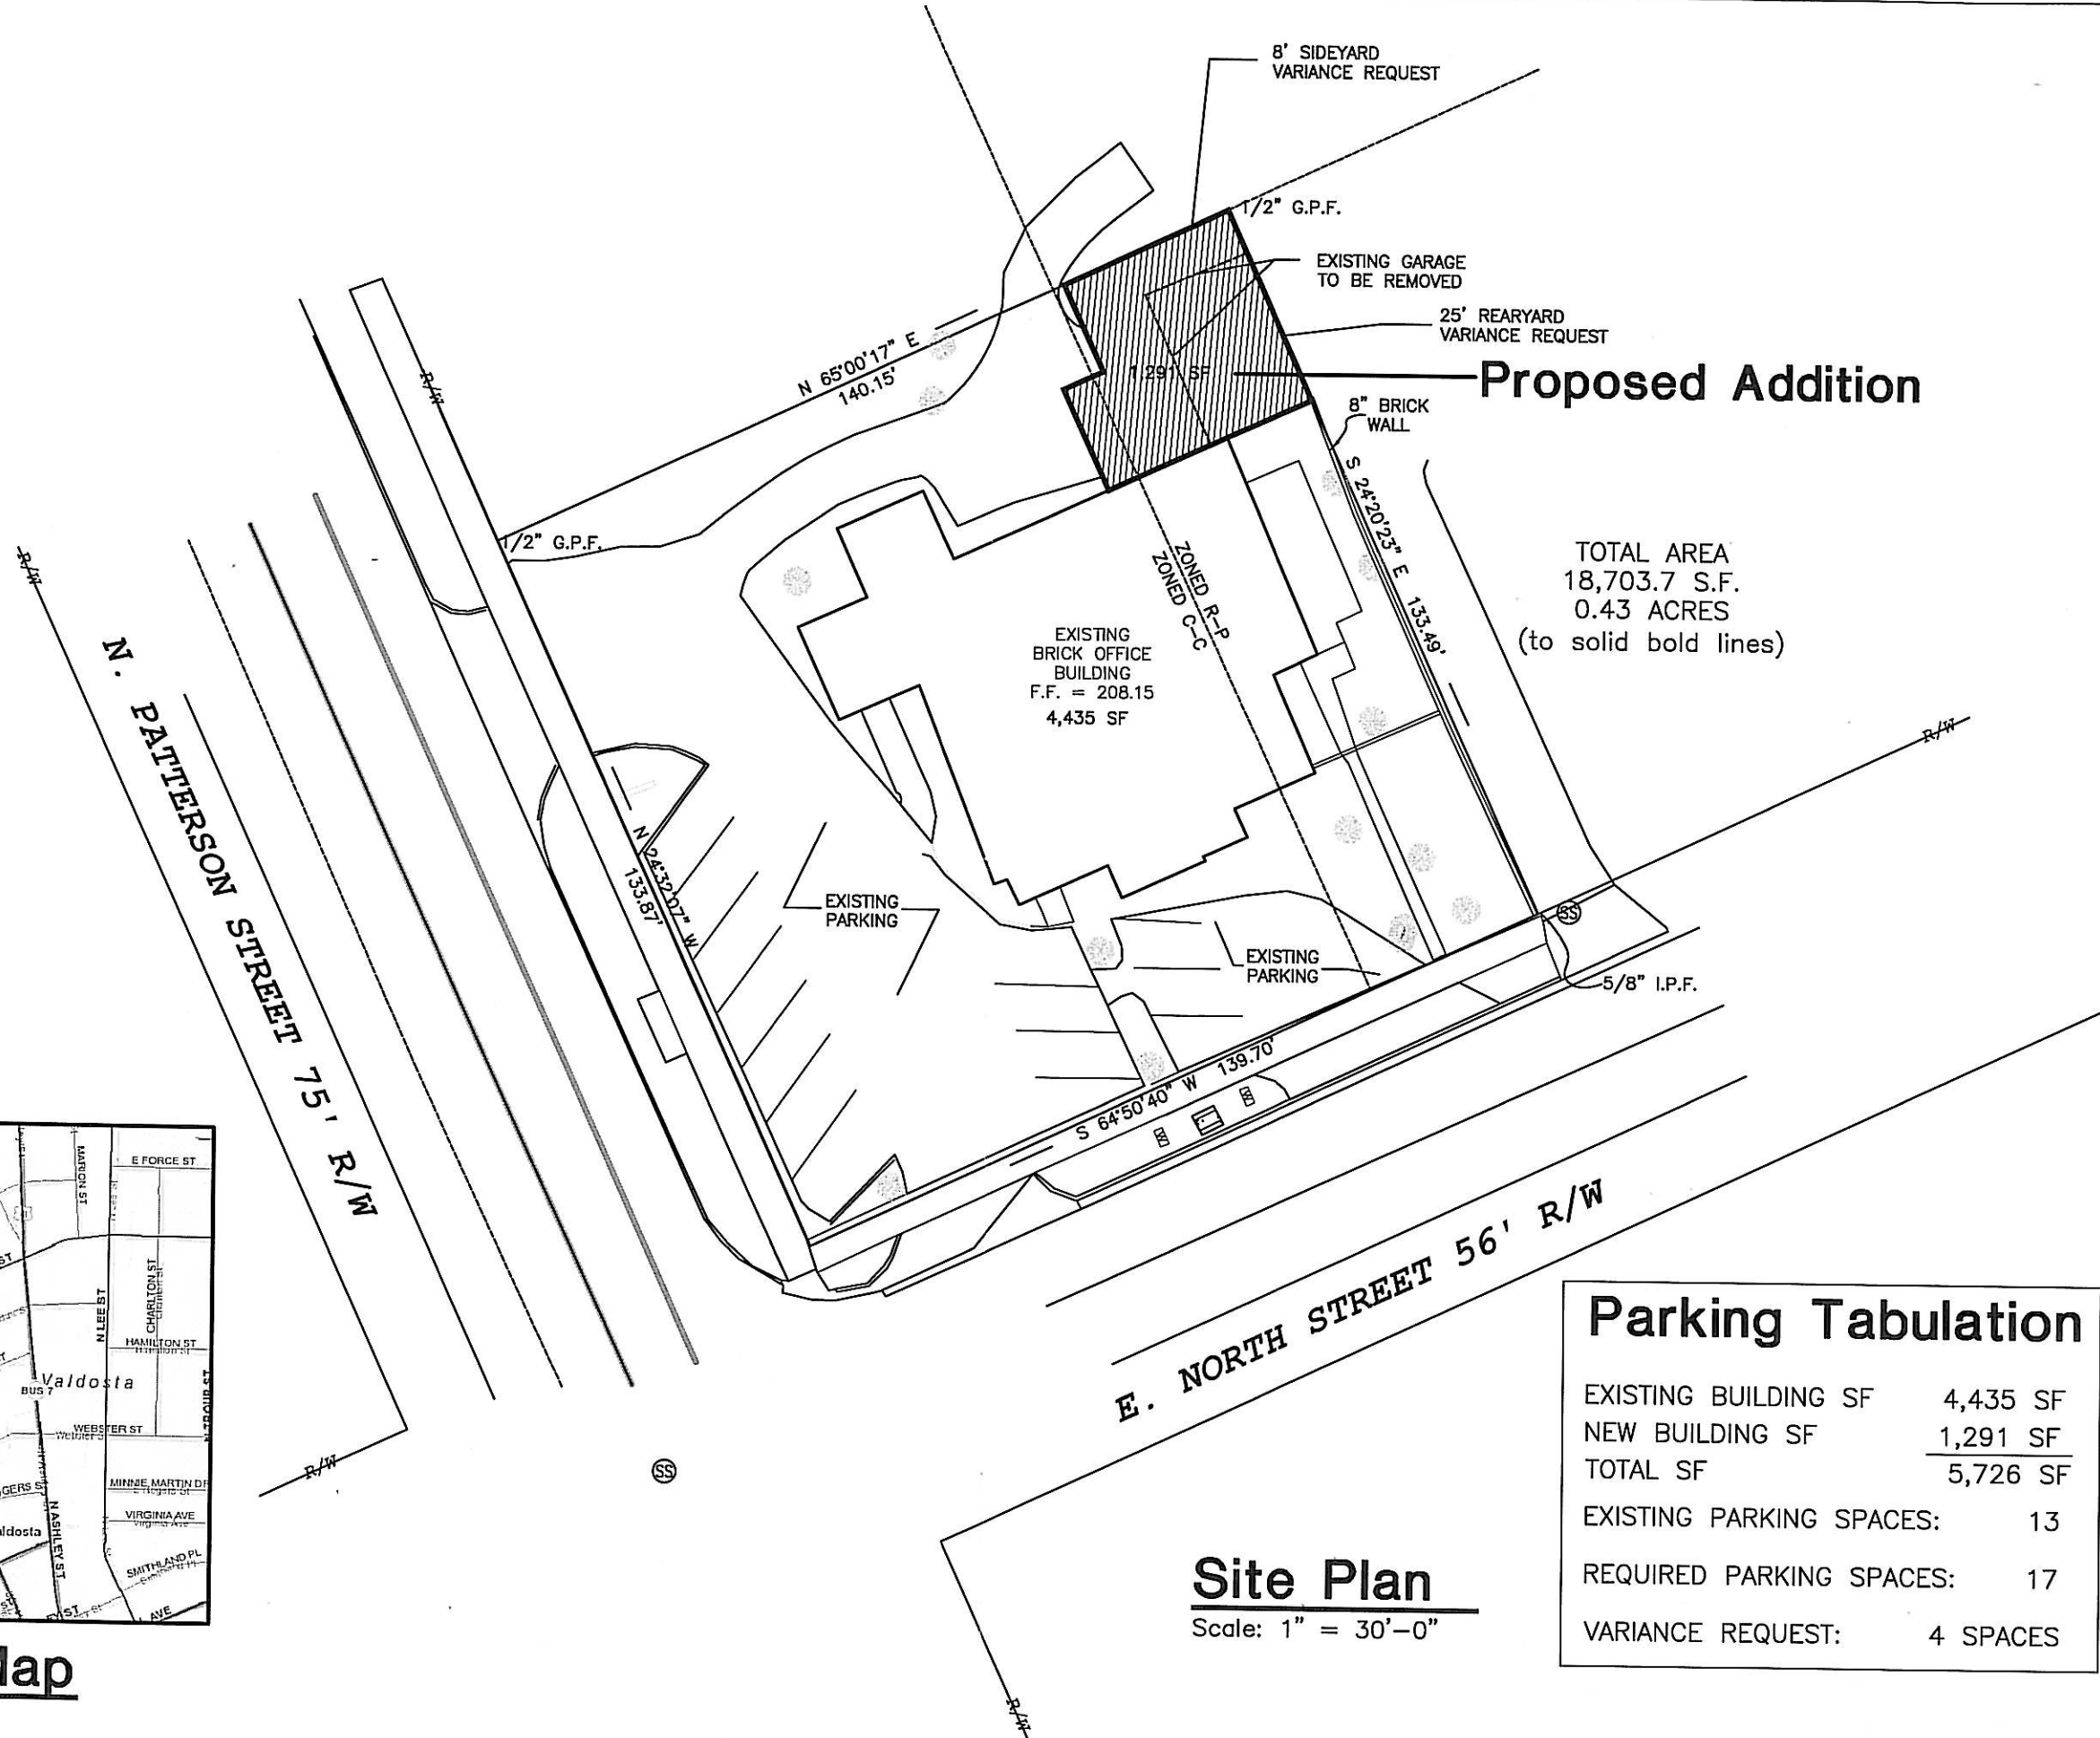 8' SIDEYARD
VARIANCE REQUEST
1/2" G.P.F.
EXISTING GARAGE
TO BE REMOVED
25' REARYARD
VARIANCE REQUEST
Proposed Addition
1,291 SF
8" BRICK
WALL
N 65°00'17" E
140.15'
R/W
1/2" G.P.F.
R/W
S 24°20'23" E 133.49'
TOTAL AREA
18,703.7 S.F.
0.43 ACRES
(to solid bold lines)
ZONED R-P
ZONED C-C
EXISTING
BRICK OFFICE
BUILDING
F.F. = 208.15
4,435 SF
R/W
N. PATTERSON STREET 75' R/W
N 24°32'07" W
133.87'
EXISTING
PARKING
EXISTING
PARKING
SS
5/8" I.P.F.
S 64°50'40" W 139.70'
W
W
E. NORTH STREET 56' R/W
R/W
SS
R/W
E FORCE ST
MARION ST
N LEE ST
CHARLTON ST
HAMILTON ST
Valdosta
BUS 7
WEBSTER ST
MINNIE MARTIN DR
VIRGINIA AVE
N ASHLEY ST
SMITHLAND PL
AVE
Site Plan
Scale: 1" = 30'-0"
Parking Tabulation
EXISTING BUILDING SF 4,435 SF
NEW BUILDING SF 1,291 SF
TOTAL SF 5,726 SF
EXISTING PARKING SPACES: 13
REQUIRED PARKING SPACES: 17
VARIANCE REQUEST: 4 SPACES